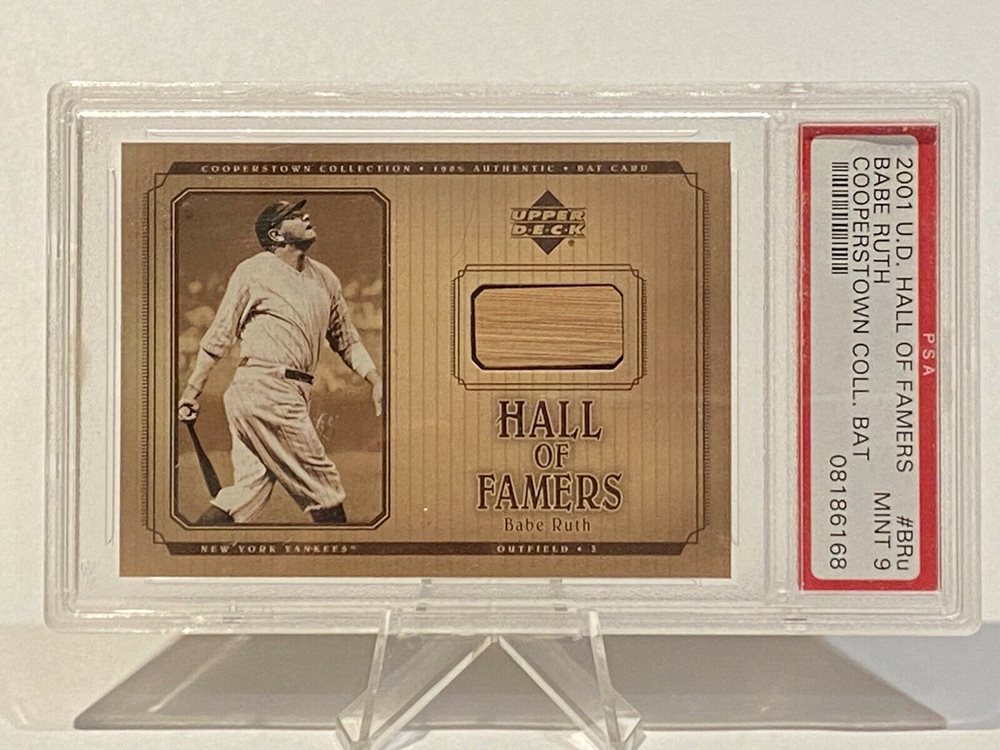 COOPERSTOWN COLLECTION • 100% AUTHENTIC • BAT CARD
UPPER
D·E·C·K
®
HALL
OF
FAMERS
Babe Ruth
NEW YORK YANKEES®
OUTFIELD • 3
PSA
2001 U.D. HALL OF FAMERS #BRu
BABE RUTH MINT 9
COOPERSTOWN COLL. BAT
08186168